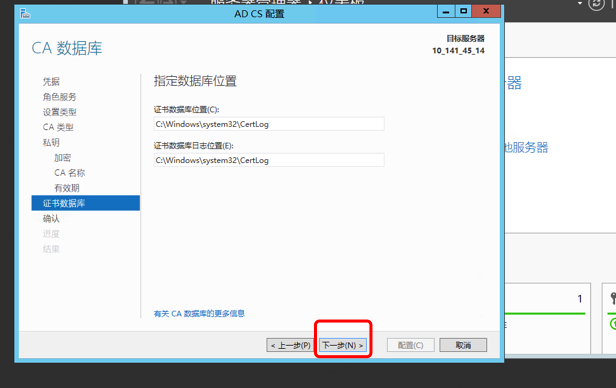 AD CS 配置
CA 数据库
目标服务器
10_141_45_14
凭据
角色服务
设置类型
CA 类型
私钥
加密
CA 名称
有效期
证书数据库
确认
进度
结果
指定数据库位置
证书数据库位置(C):
C:\Windows\system32\CertLog
证书数据库日志位置(E):
C:\Windows\system32\CertLog
有关 CA 数据库的更多信息
< 上一步(P)
下一步(N) >
配置(C)
取消
务器
他服务器
1